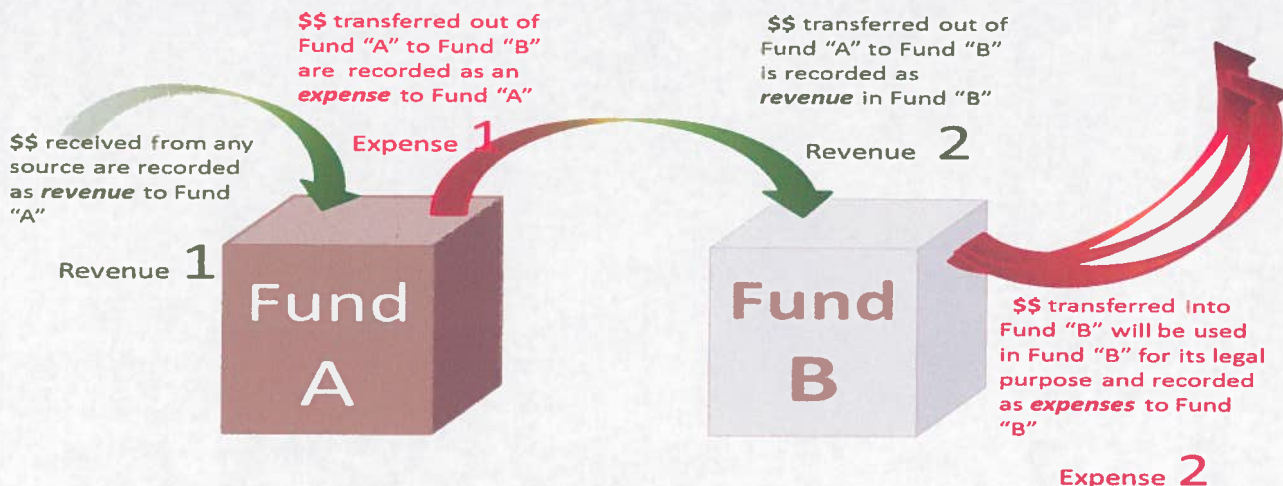 $$ received from any
source are recorded
as revenue to Fund
“A”
Revenue 1
$$ transferred out of
Fund “A” to Fund “B”
are recorded as an
expense to Fund “A”
Expense 1
Fund
A
$$ transferred out of
Fund “A” to Fund “B”
is recorded as
revenue in Fund “B”
Revenue 2
Fund
B
$$ transferred into
Fund “B” will be used
in Fund “B” for its legal
purpose and recorded
as expenses to Fund
“B”
Expense 2